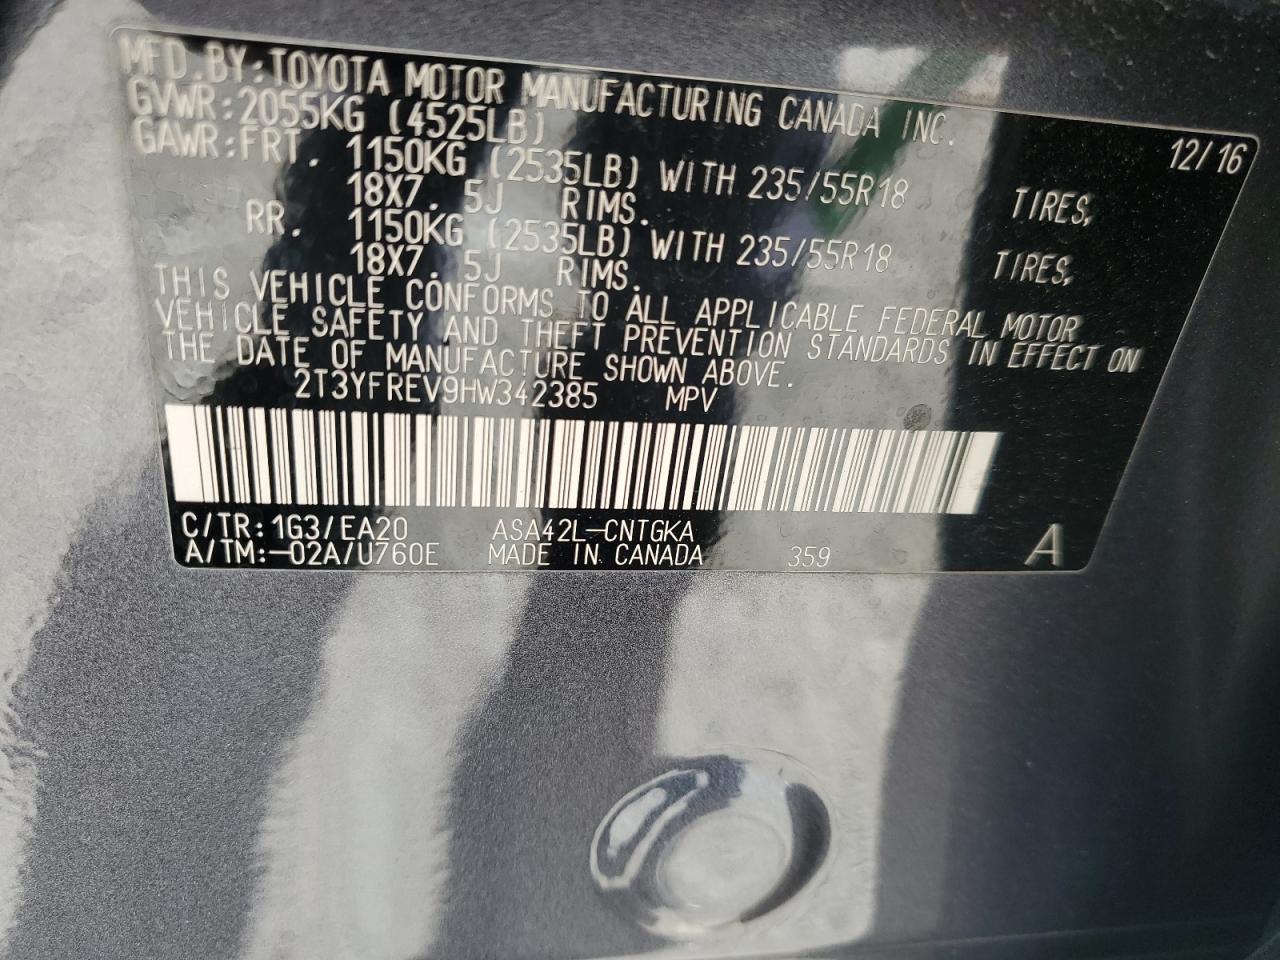 MFD.BY:TOYOTA MOTOR MANUFACTURING CANADA INC.
12/16
GVWR:2055KG (4525LB)
GAWR:FRT. 1150KG (2535LB) WITH 235/55R18 TIRES,
18X7. 5J RIMS.
RR. 1150KG (2535LB) WITH 235/55R18 TIRES,
18X7. 5J RIMS.
THIS VEHICLE CONFORMS TO ALL APPLICABLE FEDERAL MOTOR
VEHICLE SAFETY AND THEFT PREVENTION STANDARDS IN EFFECT ON
THE DATE OF MANUFACTURE SHOWN ABOVE.
2T3YFREV9HW342385 MPV
C/TR:1G3/EA20 ASA42L-CNTGKA
A/TM:-02A/U760E MADE IN CANADA 359 A